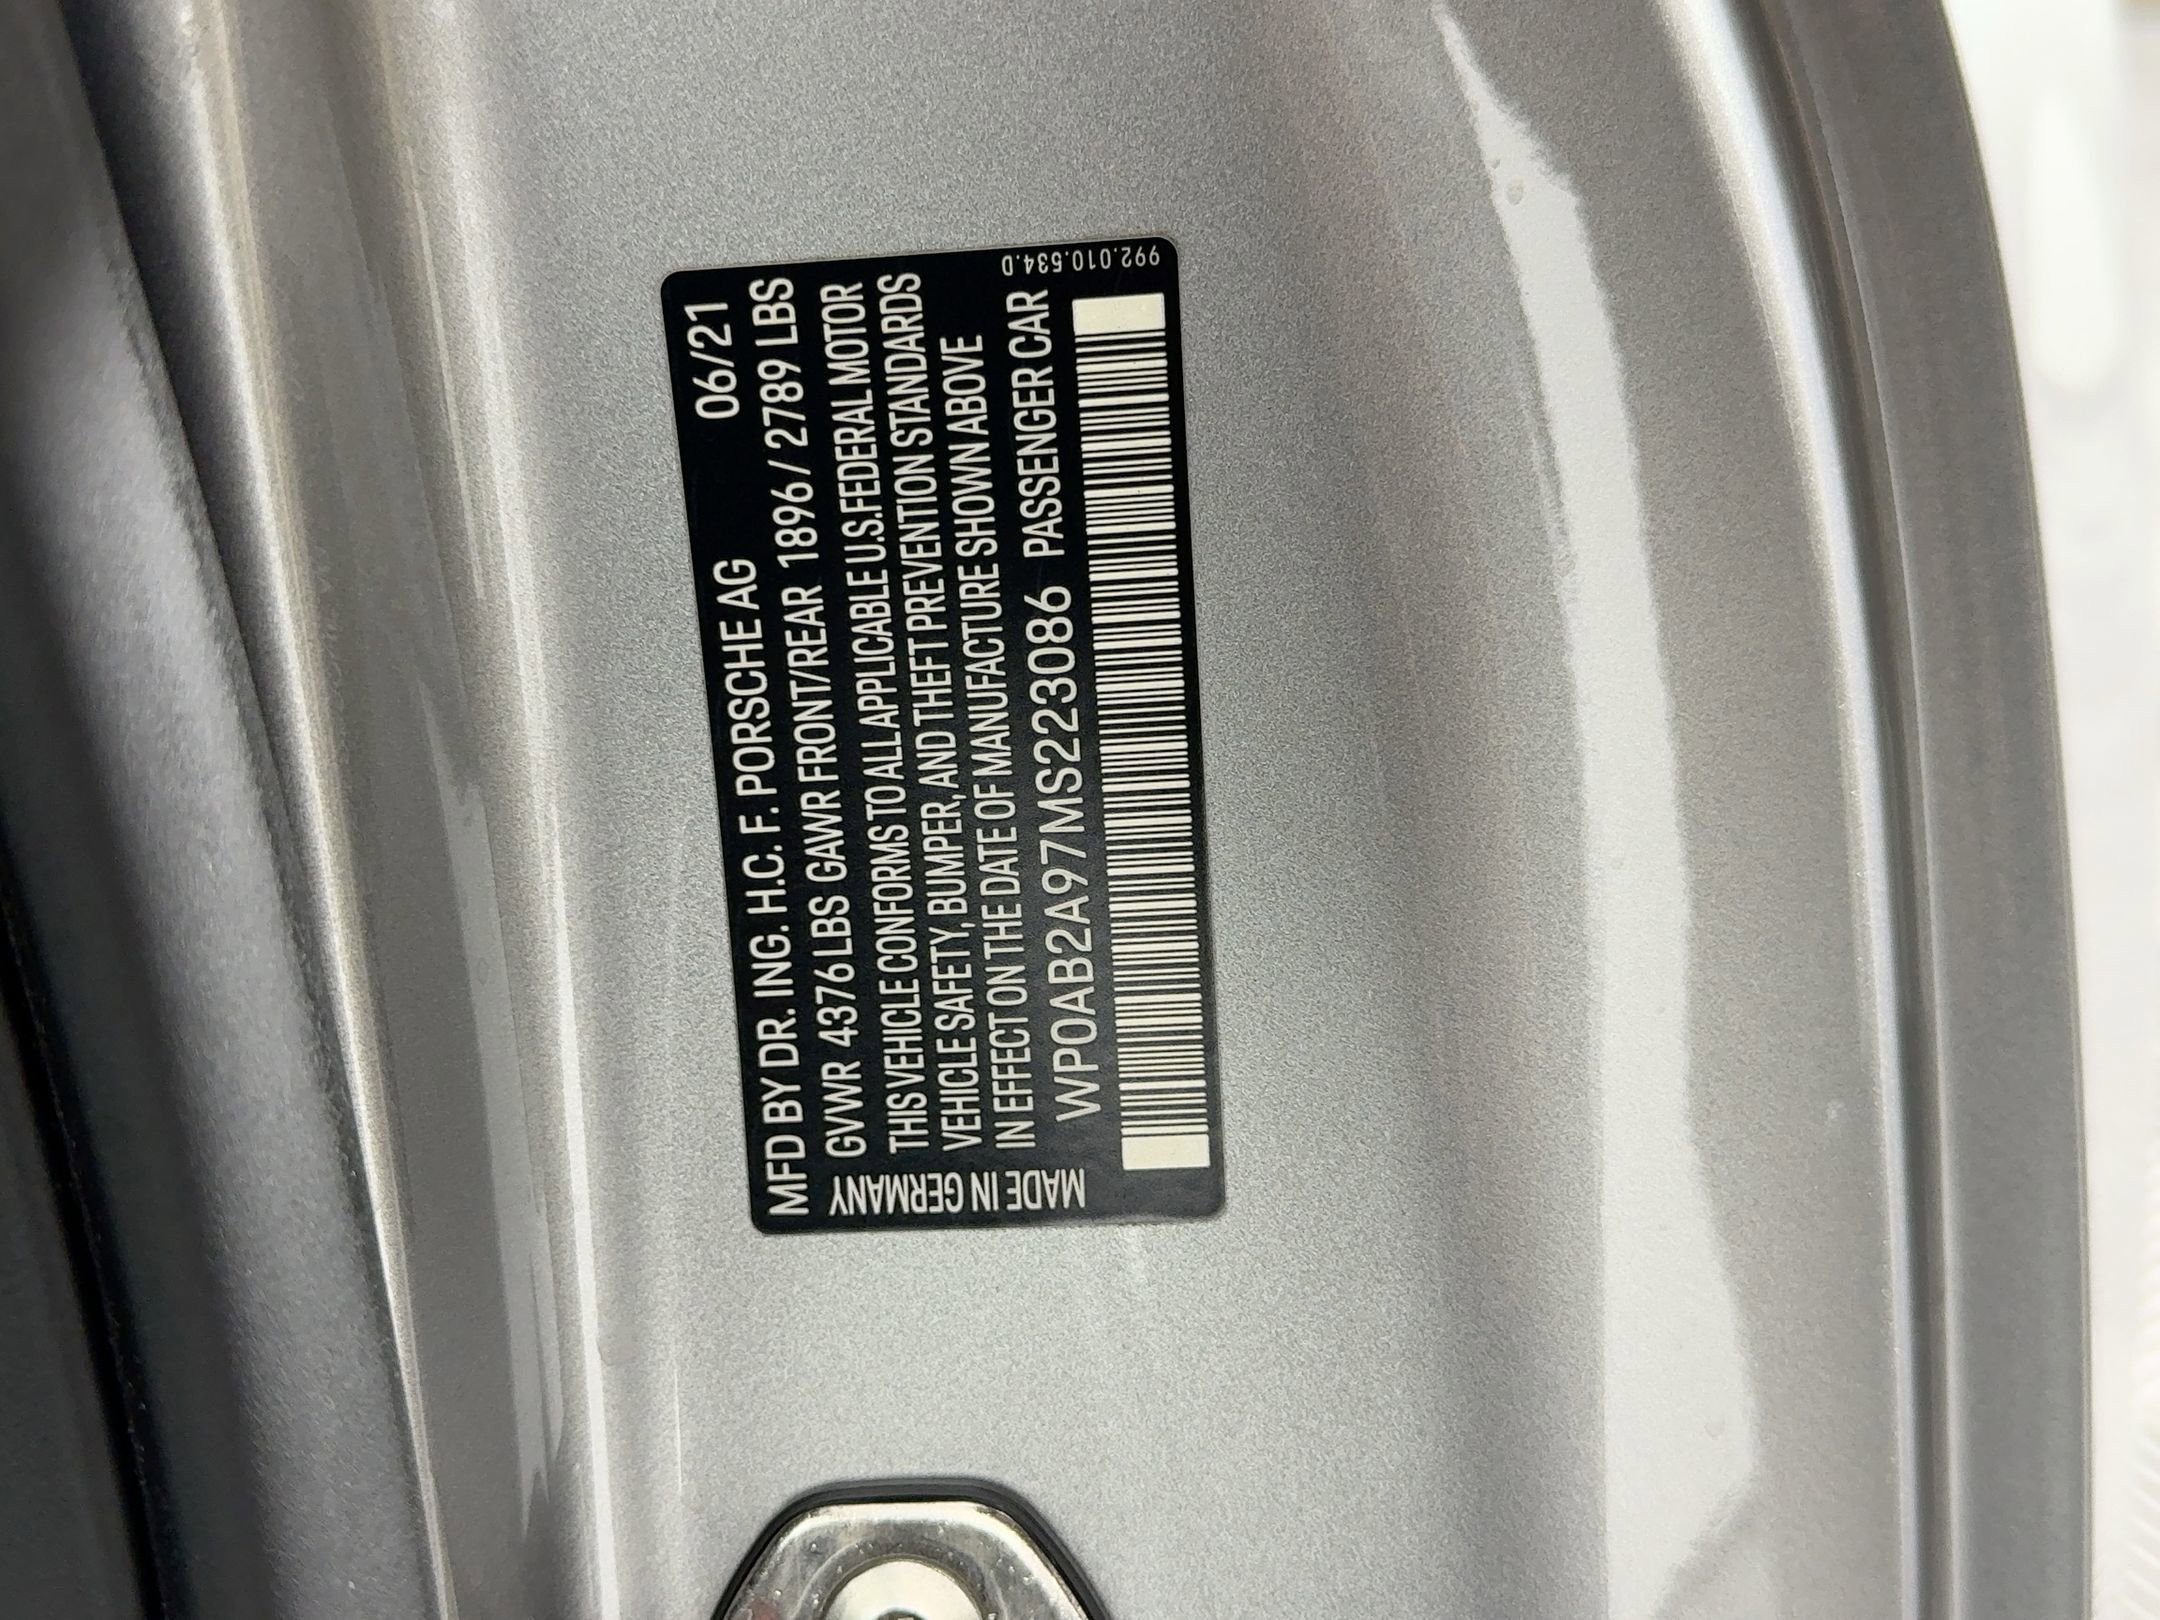 MFD BY DR. ING. H.C. F. PORSCHE AG 06/21
GVWR 4376 LBS GAWR FRONT/REAR 1896/2789 LBS
THIS VEHICLE CONFORMS TO ALL APPLICABLE U.S. FEDERAL MOTOR
VEHICLE SAFETY, BUMPER, AND THEFT PREVENTION STANDARDS
IN EFFECT ON THE DATE OF MANUFACTURE SHOWN ABOVE
WP0AB2A97MS223086 PASSENGER CAR
MADE IN GERMANY
992.010.534.D